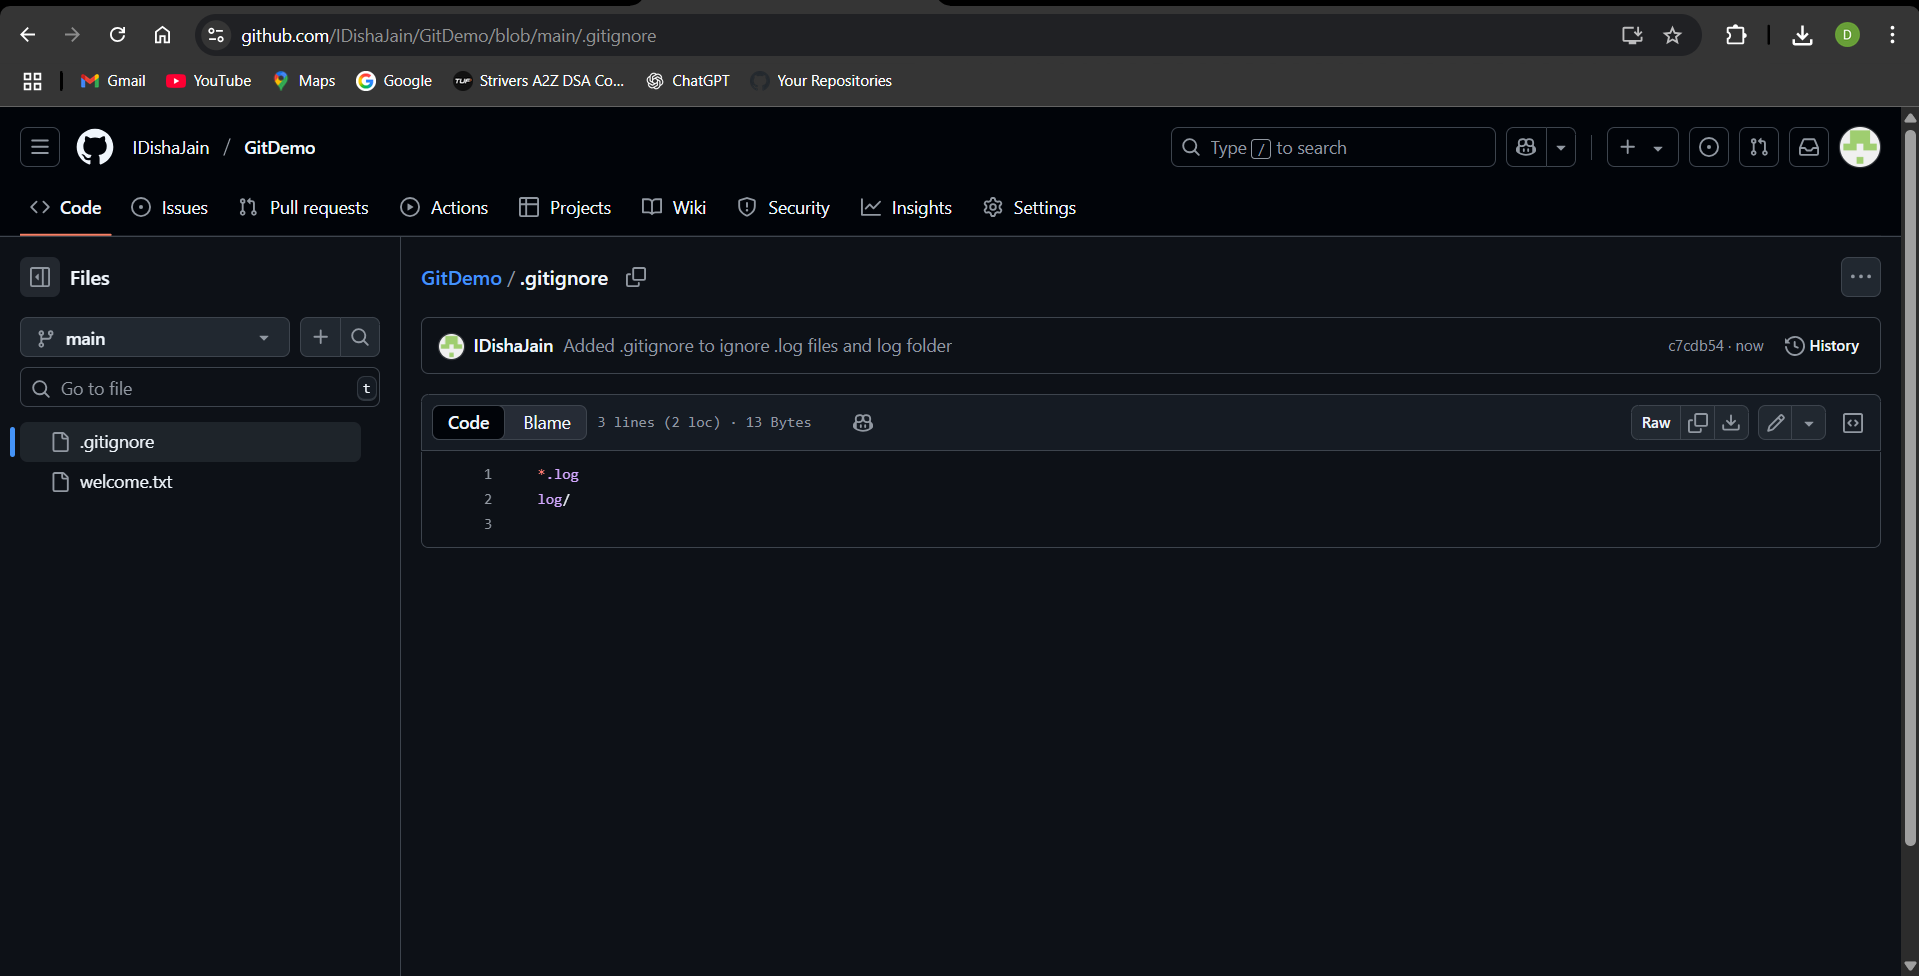 github.com/IDishaJain/GitDemo/blob/main/.gitignore
D
Gmail YouTube Maps Google TUF Strivers A2Z DSA Co... ChatGPT Your Repositories
IDishaJain / GitDemo Type / to search
Code Issues Pull requests Actions Projects Wiki Security Insights Settings
Files
GitDemo / .gitignore
main
IDishaJain Added .gitignore to ignore .log files and log folder c7cdb54 · now History
Go to file t
Code Blame 3 lines (2 loc) · 13 Bytes Raw
.gitignore
welcome.txt
1 *.log
2 log/
3